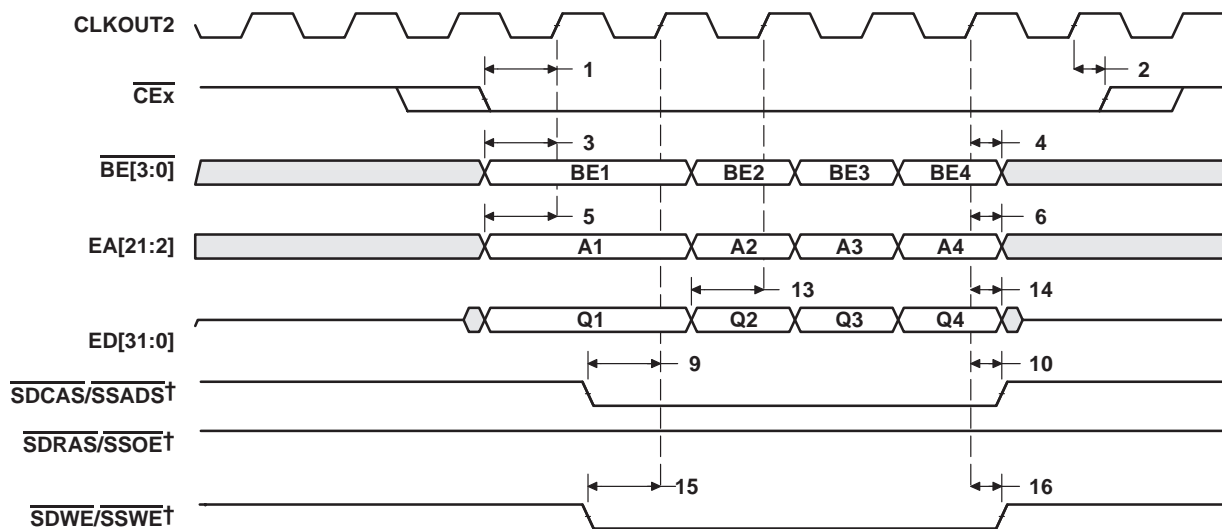 CLKOUT2
1
2
CEx
3
4
BE[3:0]
BE1
BE2
BE3
BE4
5
6
EA[21:2]
A1
A2
A3
A4
13
14
ED[31:0]
Q1
Q2
Q3
Q4
9
10
SDCAS/SSADS†
SDRAS/SSOE†
15
16
SDWE/SSWE†